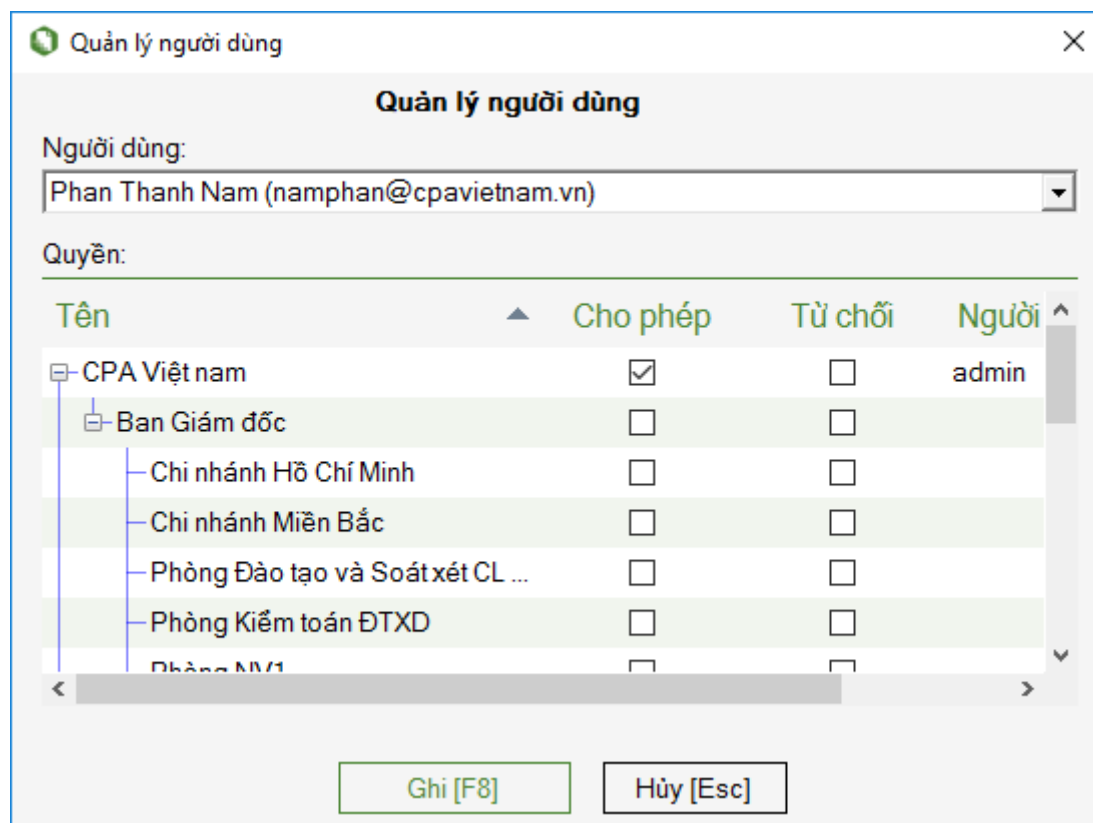 Quản lý người dùng
Quản lý người dùng
Người dùng:
Phan Thanh Nam (namphan@cpavietnam.vn)
Quyền:
Tên Cho phép Từ chối Người
CPA Việt nam admin
Ban Giám đốc
Chi nhánh Hồ Chí Minh
Chi nhánh Miền Bắc
Phòng Đào tạo và Soát xét CL ...
Phòng Kiểm toán ĐTXD
Phòng NV1
Ghi [F8] Hủy [Esc]